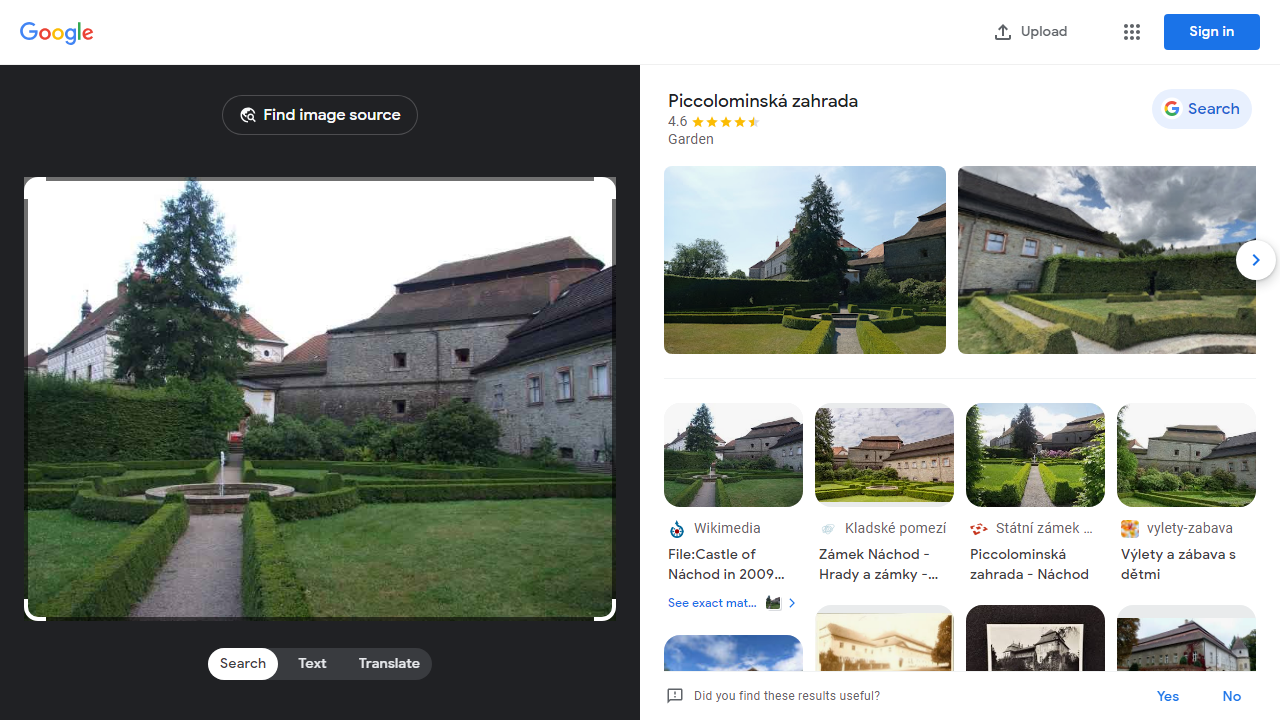 Google
Upload
Sign in
Find image source
Search
Text
Translate
Piccolominská zahrada
4.6
Garden
Search
Wikimedia
File:Castle of
Náchod in 2009...
See exact mat...
Kladské pomezí
Zámek Náchod -
Hrady a zámky -...
Státní zámek ...
Piccolominská
zahrada - Náchod
vylety-zabava
Výlety a zábava s
dětmi
Did you find these results useful?
Yes
No